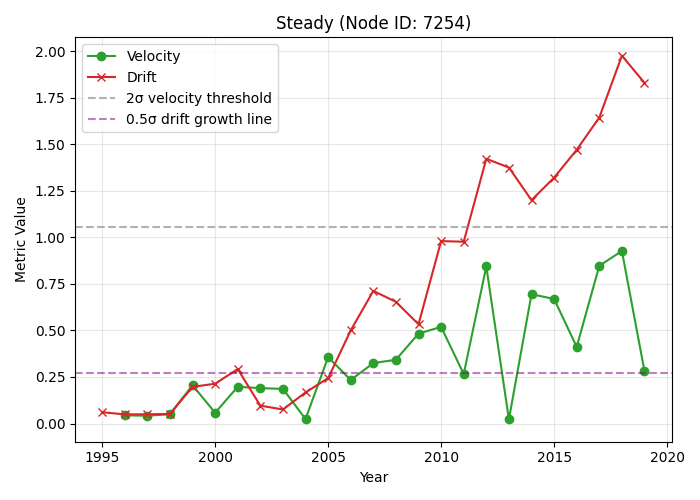 Steady (Node ID: 7254)
Velocity
Drift
2σ velocity threshold
0.5σ drift growth line
Metric Value
2.00
1.75
1.50
1.25
1.00
0.75
0.50
0.25
0.00
1995 2000 2005 2010 2015 2020
Year